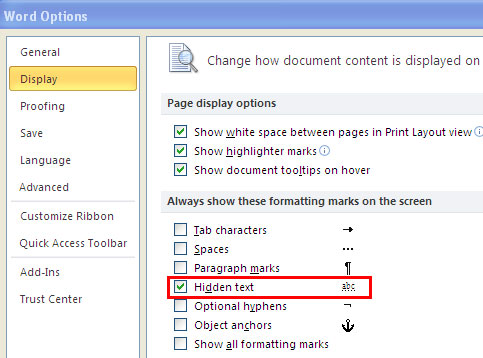 Word Options
General
Display
Proofing
Save
Language
Advanced
Customize Ribbon
Quick Access Toolbar
Add-Ins
Trust Center
Change how document content is displayed on
Page display options
Show white space between pages in Print Layout view
Show highlighter marks
Show document tooltips on hover
Always show these formatting marks on the screen
Tab characters →
Spaces ···
Paragraph marks ¶
Hidden text abc
Optional hyphens ¬
Object anchors
Show all formatting marks